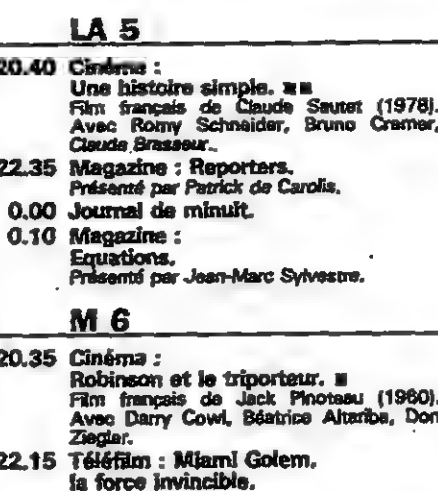 LA 5
20.40 Cinéma :
Une histoire simple. ■■
Film français de Claude Sautet (1978).
Avec Romy Schneider, Bruno Cremer,
Claude Brasseur.
22.35 Magazine : Reporters.
Présenté par Patrick de Carolis.
0.00 Journal de minuit.
0.10 Magazine :
Equations.
Présenté par Jean-Marc Sylvestre.
M 6
20.35 Cinéma :
Robinson et le triporteur. ■
Film français de Jack Pinoteau (1960).
Avec Darry Cowl, Béatrice Altariba, Don
Ziegler.
22.15 Téléfilm : Miami Golem,
la force invincible.